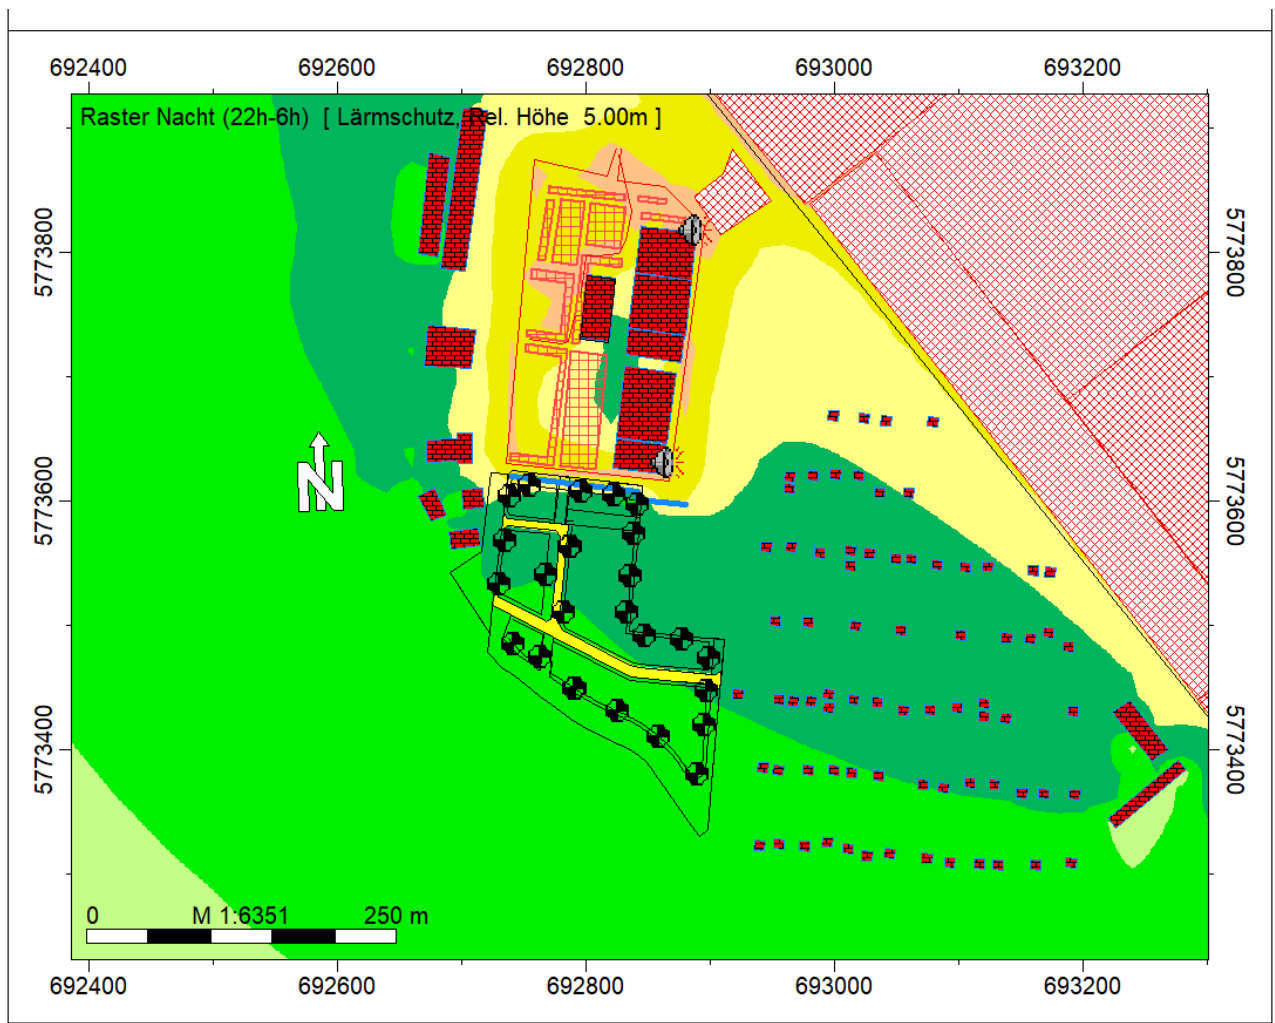 692400 692600 692800 693000 693200
Raster Nacht (22h-6h) [ Lärmschutz, Rel. Höhe 5.00m ]
5773800 5773800
5773600 5773600
N
5773400 5773400
0 M 1:6351 250 m
692400 692600 692800 693000 693200